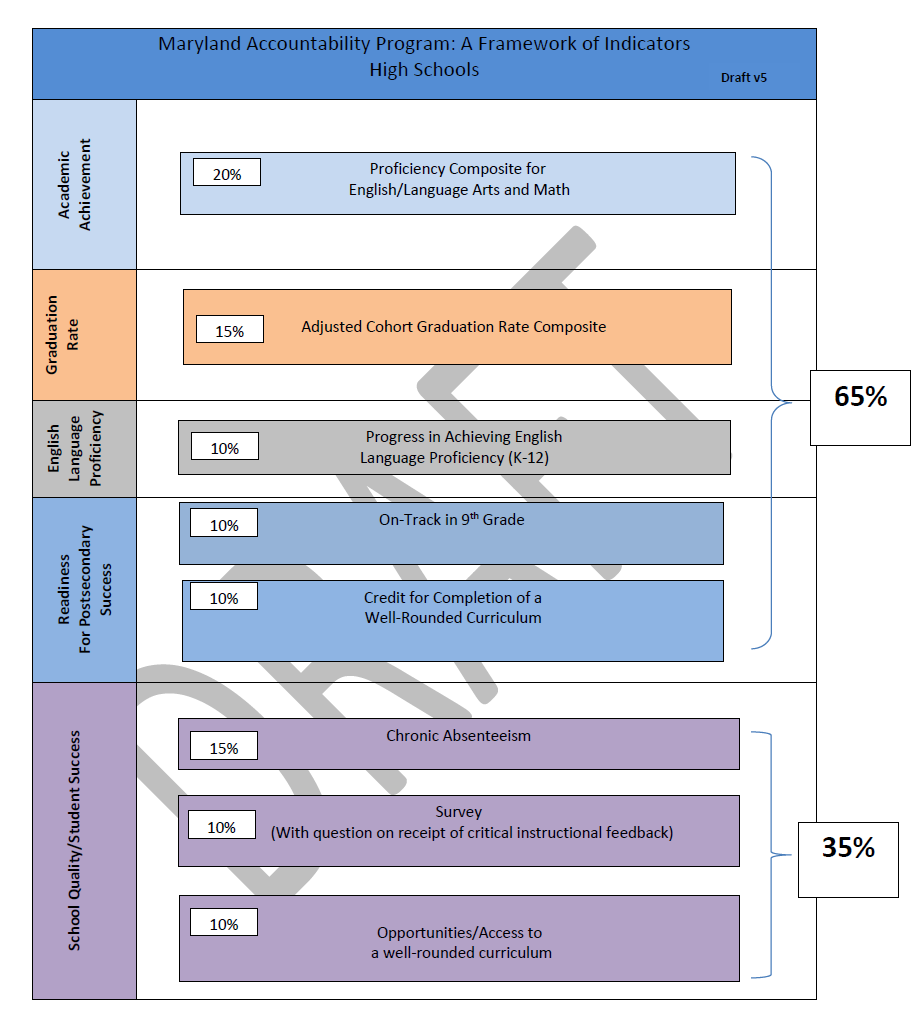 Maryland Accountability Program: A Framework of Indicators
High Schools
Draft v5
Academic
Achievement
20%
Proficiency Composite for
English/Language Arts and Math
Graduation
Rate
15%
Adjusted Cohort Graduation Rate Composite
65%
English
Language
Proficiency
10%
Progress in Achieving English
Language Proficiency (K-12)
Readiness
For Postsecondary
Success
10%
On-Track in 9th Grade
10%
Credit for Completion of a
Well-Rounded Curriculum
School Quality/Student Success
15%
Chronic Absenteeism
10%
Survey
(With question on receipt of critical instructional feedback)
35%
10%
Opportunities/Access to
a well-rounded curriculum
DRAFT